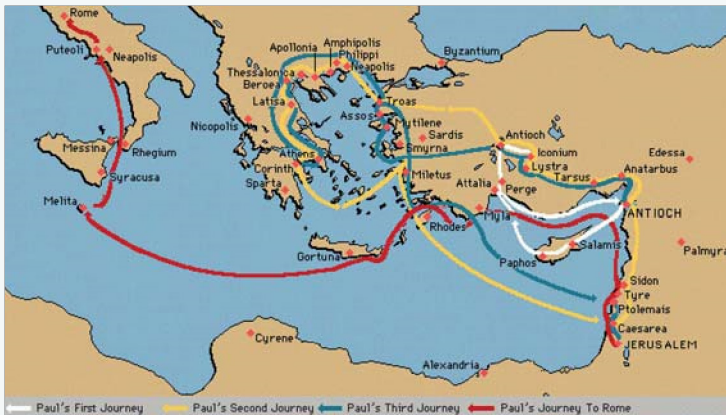 Rome
Puteoli
Neapolis
Messina
Rhegium
Syracusa
Melita
Apollonia
Amphipolis
Philippi
Neapolis
Thessalonica
Beroea
Latisa
Nicopolis
Athens
Corinth
Sparta
Gortuna
Byzantium
Troas
Assos
Mytilene
Sardis
Smyrna
Miletus
Rhodes
Antioch
Iconium
Lystra
Tarsus
Anatarbus
Edessa
Attalia
Perge
Myla
ANTIOCH
Salamis
Paphos
Palmyra
Sidon
Tyre
Ptolemais
Caesarea
JERUSALEM
Cyrene
Alexandria
Paul's First Journey
Paul's Second Journey
Paul's Third Journey
Paul's Journey To Rome